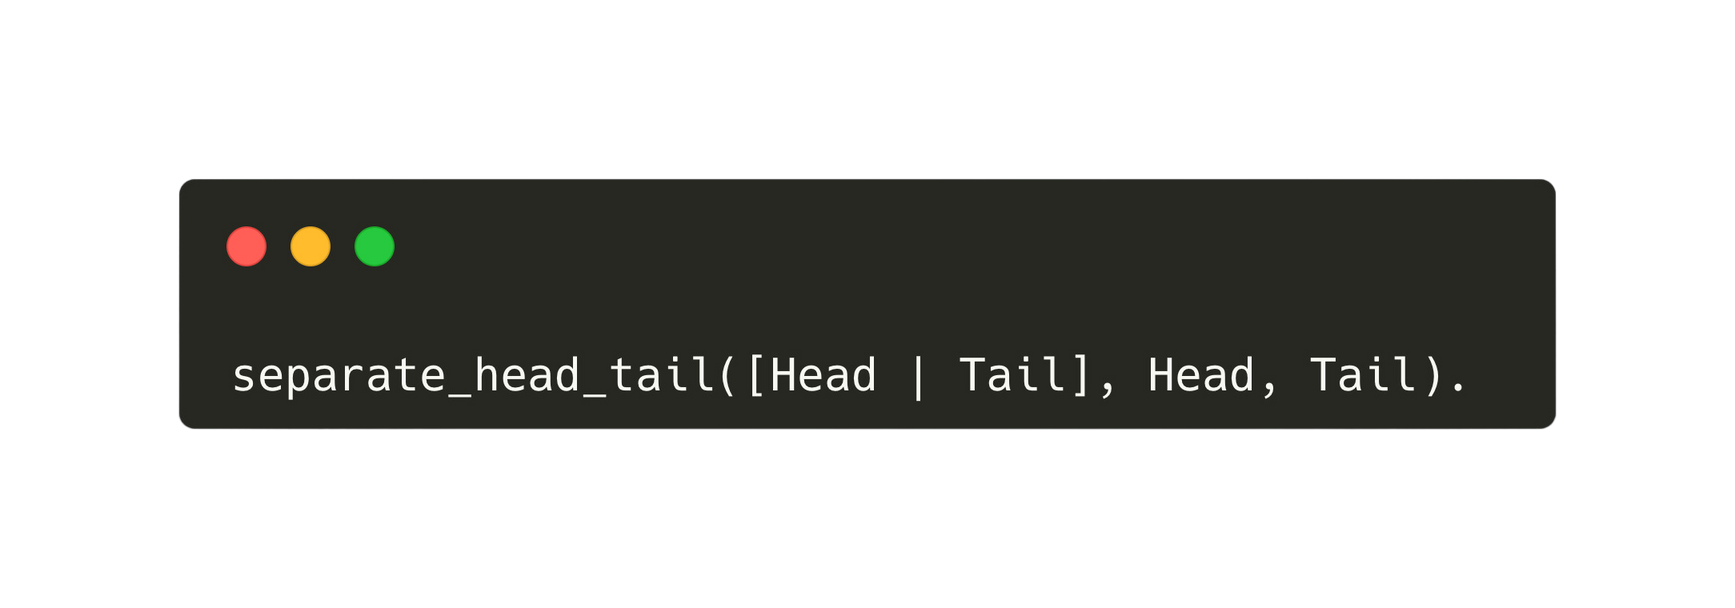 separate_head_tail([Head | Tail], Head, Tail).